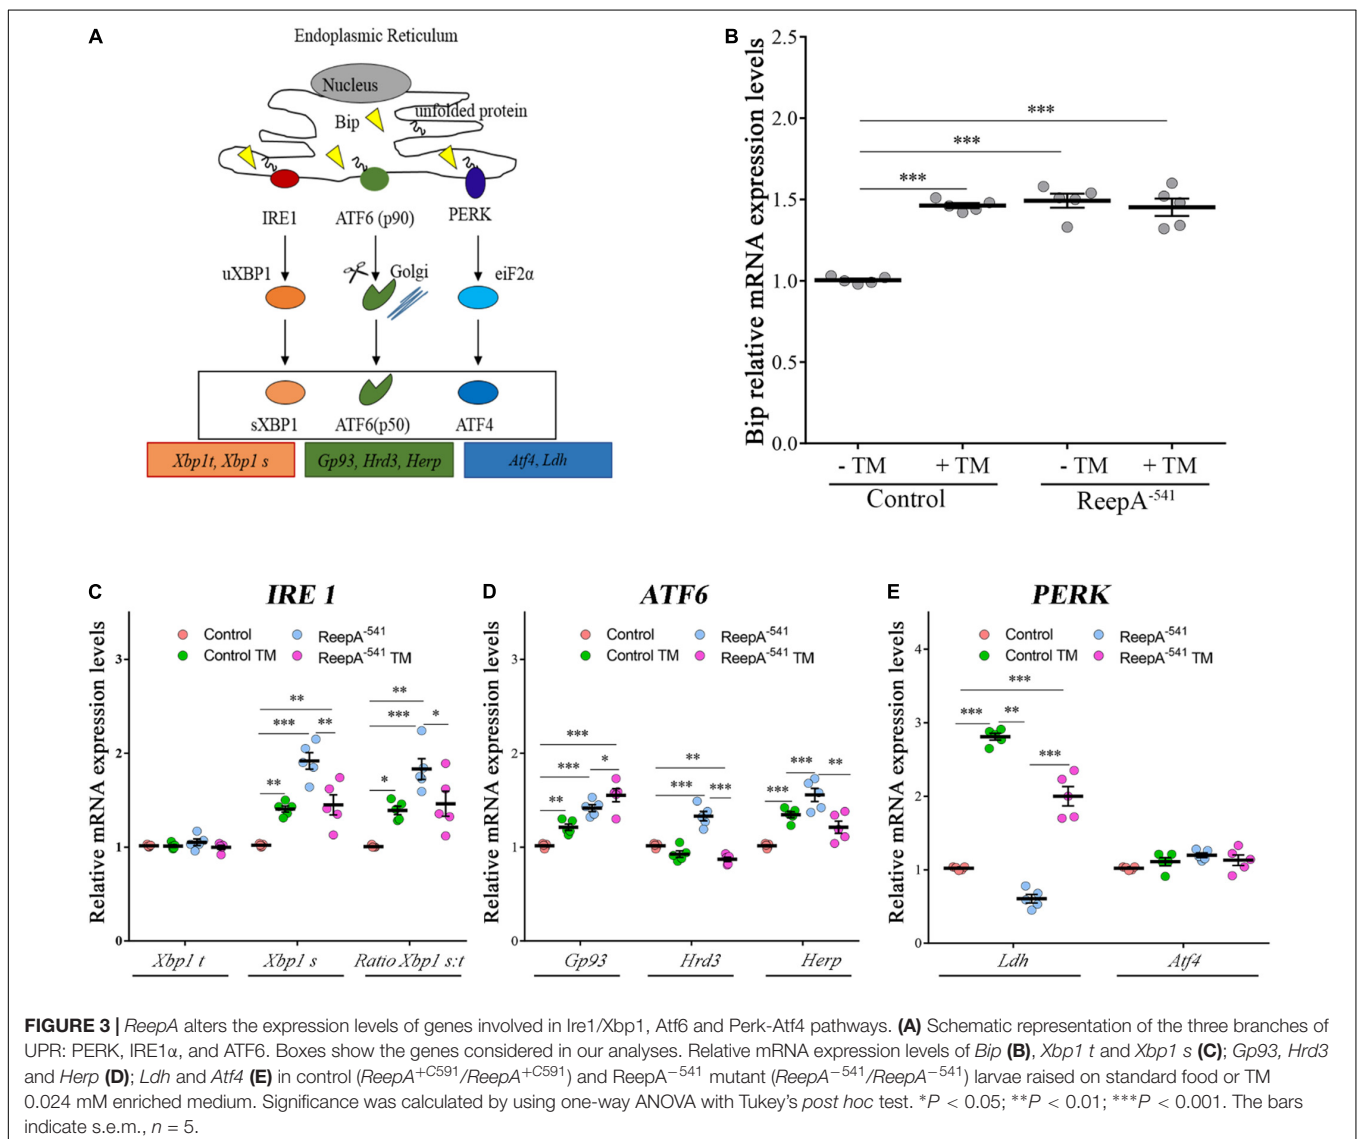 A
Endoplasmic Reticulum
Nucleus
unfolded protein
Bip
IRE1
ATF6 (p90)
PERK
uXBP1
Golgi
eiF2α
sXBP1
ATF6(p50)
ATF4
Xbp1t, Xbp1 s
Gp93, Hrd3, Herp
Atf4, Ldh
B
Bip relative mRNA expression levels
2.5
2.0
1.5
1.0
0.5
0.0
***
***
***
- TM
+ TM
- TM
+ TM
Control
ReepA-541
C
IRE 1
Relative mRNA expression levels
Control
Control TM
ReepA-541
ReepA-541 TM
3
2
1
0
**
***
**
**
**
***
*
*
Xbp1 t
Xbp1 s
Ratio Xbp1 s:t
D
ATF6
Relative mRNA expression levels
Control
Control TM
ReepA-541
ReepA-541 TM
3
2
1
0
***
***
*
**
**
***
***
***
**
***
Gp93
Hrd3
Herp
E
PERK
Relative mRNA expression levels
Control
Control TM
ReepA-541
ReepA-541 TM
4
3
2
1
0
***
***
**
***
Ldh
Atf4
FIGURE 3 | ReepA alters the expression levels of genes involved in Ire1/Xbp1, Atf6 and Perk-Atf4 pathways. (A) Schematic representation of the three branches of
UPR: PERK, IRE1α, and ATF6. Boxes show the genes considered in our analyses. Relative mRNA expression levels of Bip (B), Xbp1 t and Xbp1 s (C); Gp93, Hrd3
and Herp (D); Ldh and Atf4 (E) in control (ReepA+C591/ReepA+C591) and ReepA−541 mutant (ReepA−541/ReepA−541) larvae raised on standard food or TM
0.024 mM enriched medium. Significance was calculated by using one-way ANOVA with Tukey's post hoc test. *P < 0.05; **P < 0.01; ***P < 0.001. The bars
indicate s.e.m., n = 5.